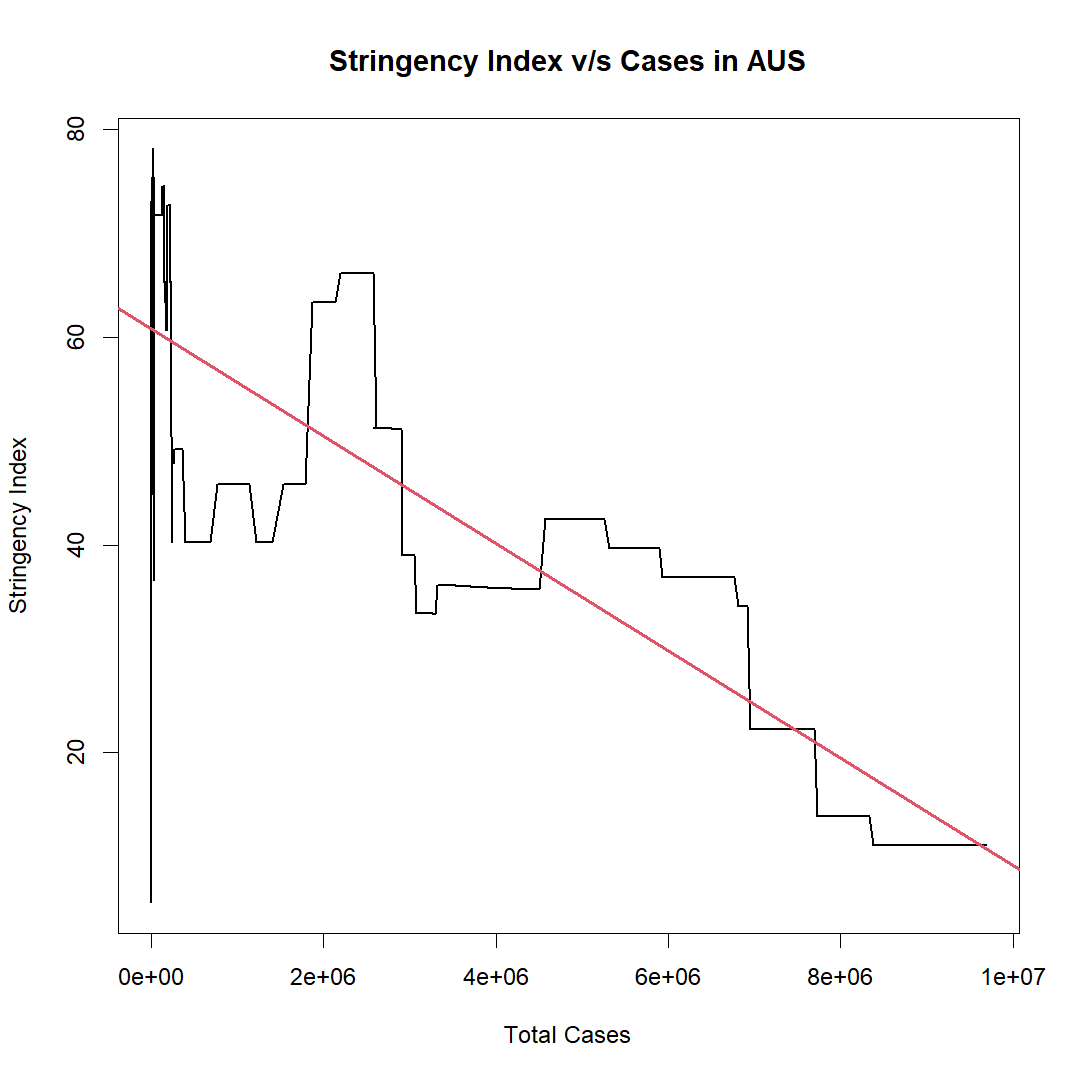 Stringency Index v/s Cases in AUS
80
60
40
20
Stringency Index
0e+00 2e+06 4e+06 6e+06 8e+06 1e+07
Total Cases